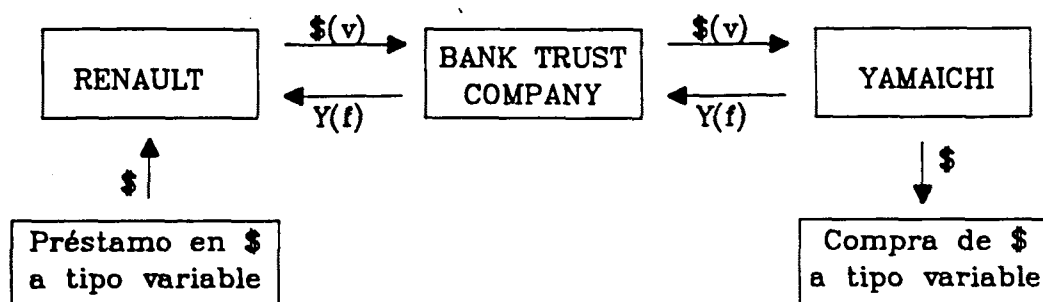 $(v)
$(v)
RENAULT
BANK TRUST
COMPANY
YAMAICHI
Y(f)
Y(f)
$
$
Préstamo en $
a tipo variable
Compra de $
a tipo variable